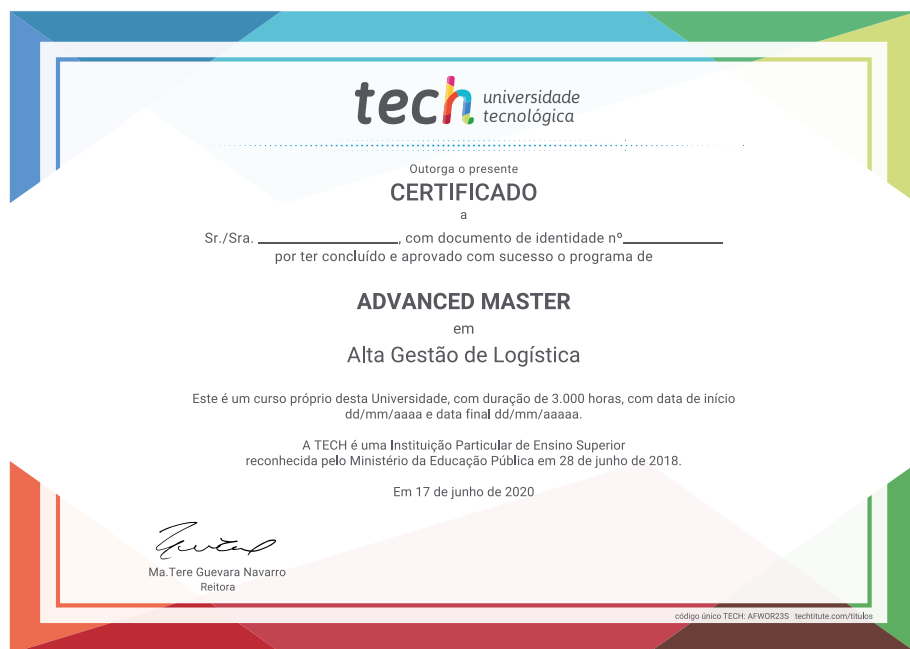 tech universidade
tecnológica
Outorga o presente
CERTIFICADO
a
Sr./Sra. ____________, com documento de identidade nº____________
por ter concluído e aprovado com sucesso o programa de
ADVANCED MASTER
em
Alta Gestão de Logística
Este é um curso próprio desta Universidade, com duração de 3.000 horas, com data de início
dd/mm/aaaa e data final dd/mm/aaaaa.
A TECH é uma Instituição Particular de Ensino Superior
reconhecida pelo Ministério da Educação Pública em 28 de junho de 2018.
Em 17 de junho de 2020
Ma.Tere Guevara Navarro
Reitora
código único TECH: AFWOR23S techtitute.com/títulos